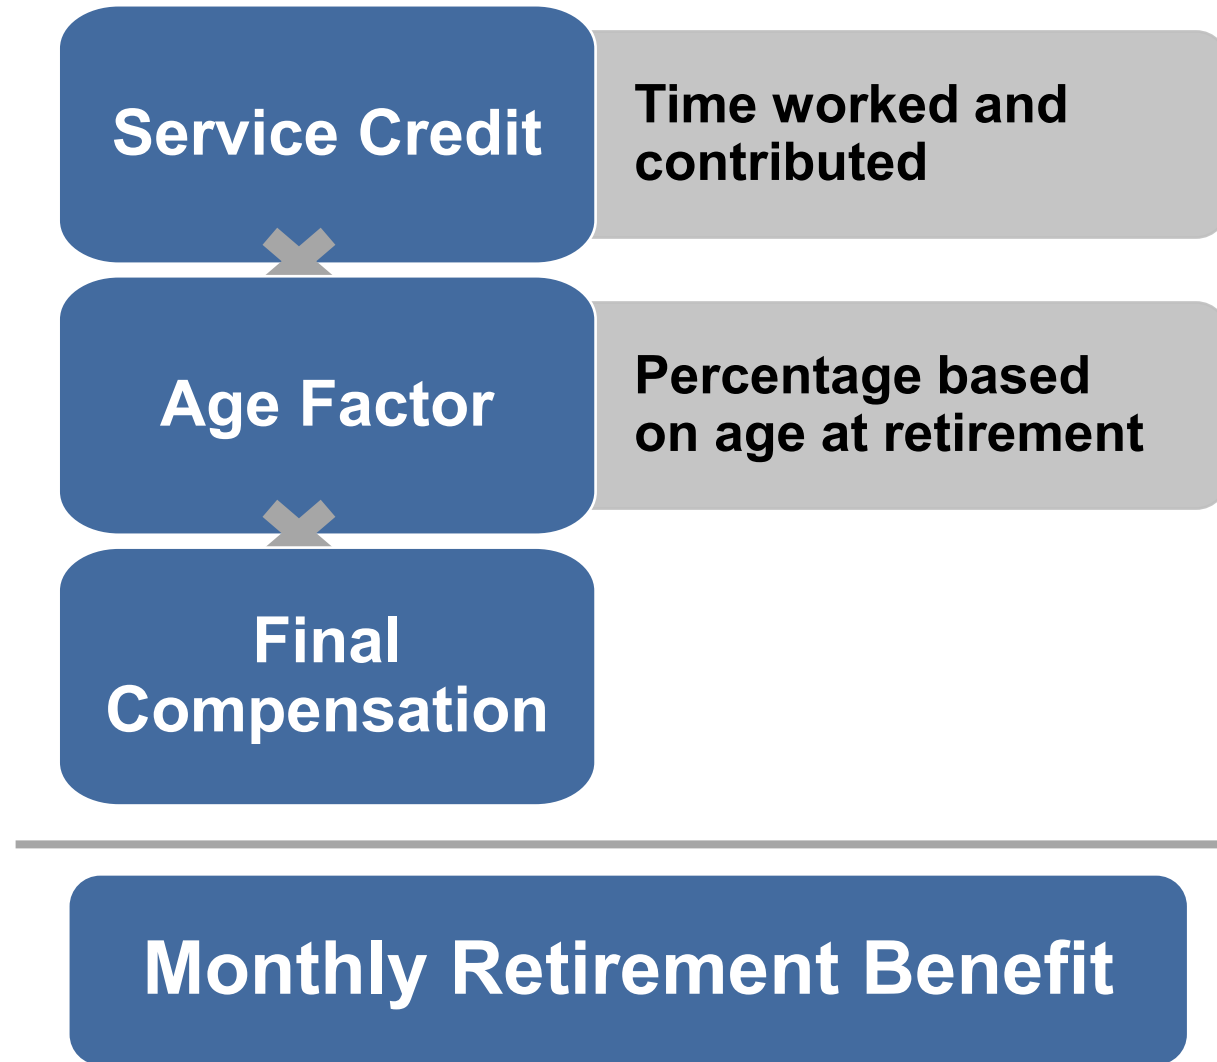 Service Credit
Time worked and
contributed
Age Factor
Percentage based
on age at retirement
Final
Compensation
Monthly Retirement Benefit